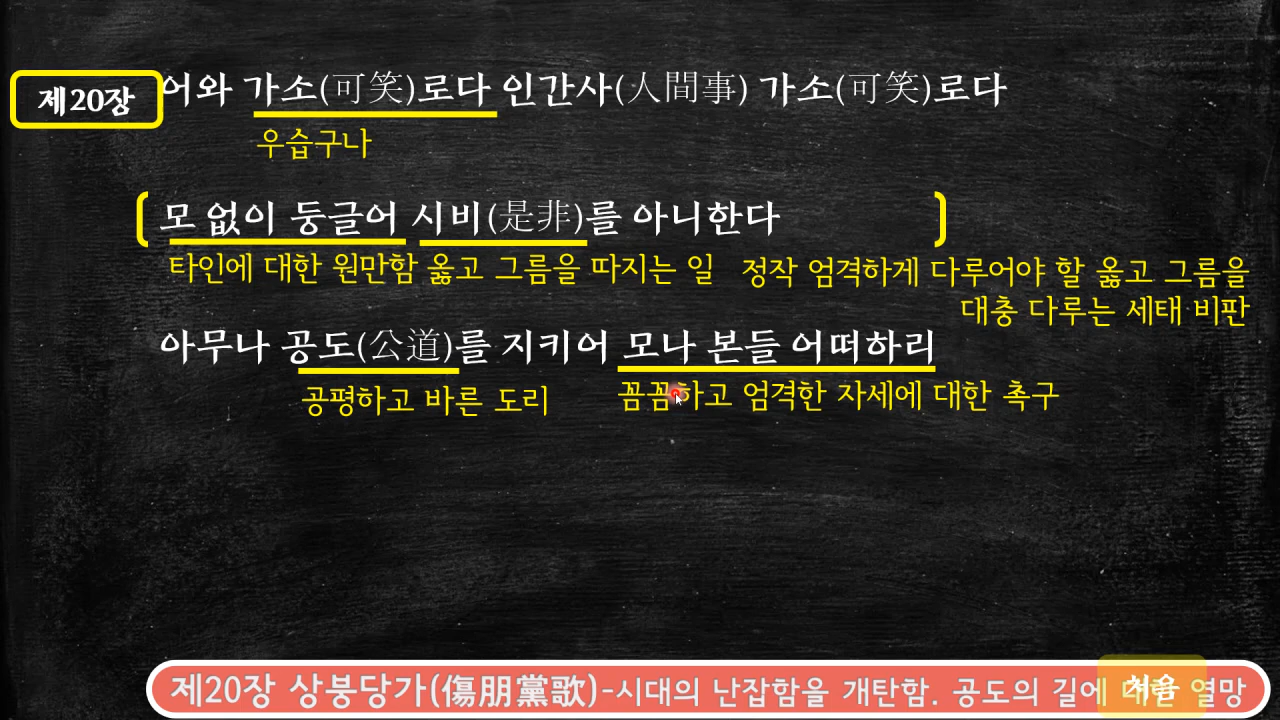 제20장
어와 가소(可笑)로다 인간사(人間事) 가소(可笑)로다
우습구나
모 없이 둥글어 시비(是非)를 아니한다
타인에 대한 원만함 옳고 그름을 따지는 일 정작 엄격하게 다루어야 할 옳고 그름을
대충 다루는 세태 비판
아무나 공도(公道)를 지키어 모나 본들 어떠하리
공평하고 바른 도리 꼼꼼하고 엄격한 자세에 대한 촉구
제20장 상붕당가(傷朋黨歌)-시대의 난잡함을 개탄함. 공도의 길에 대한 열망
처음